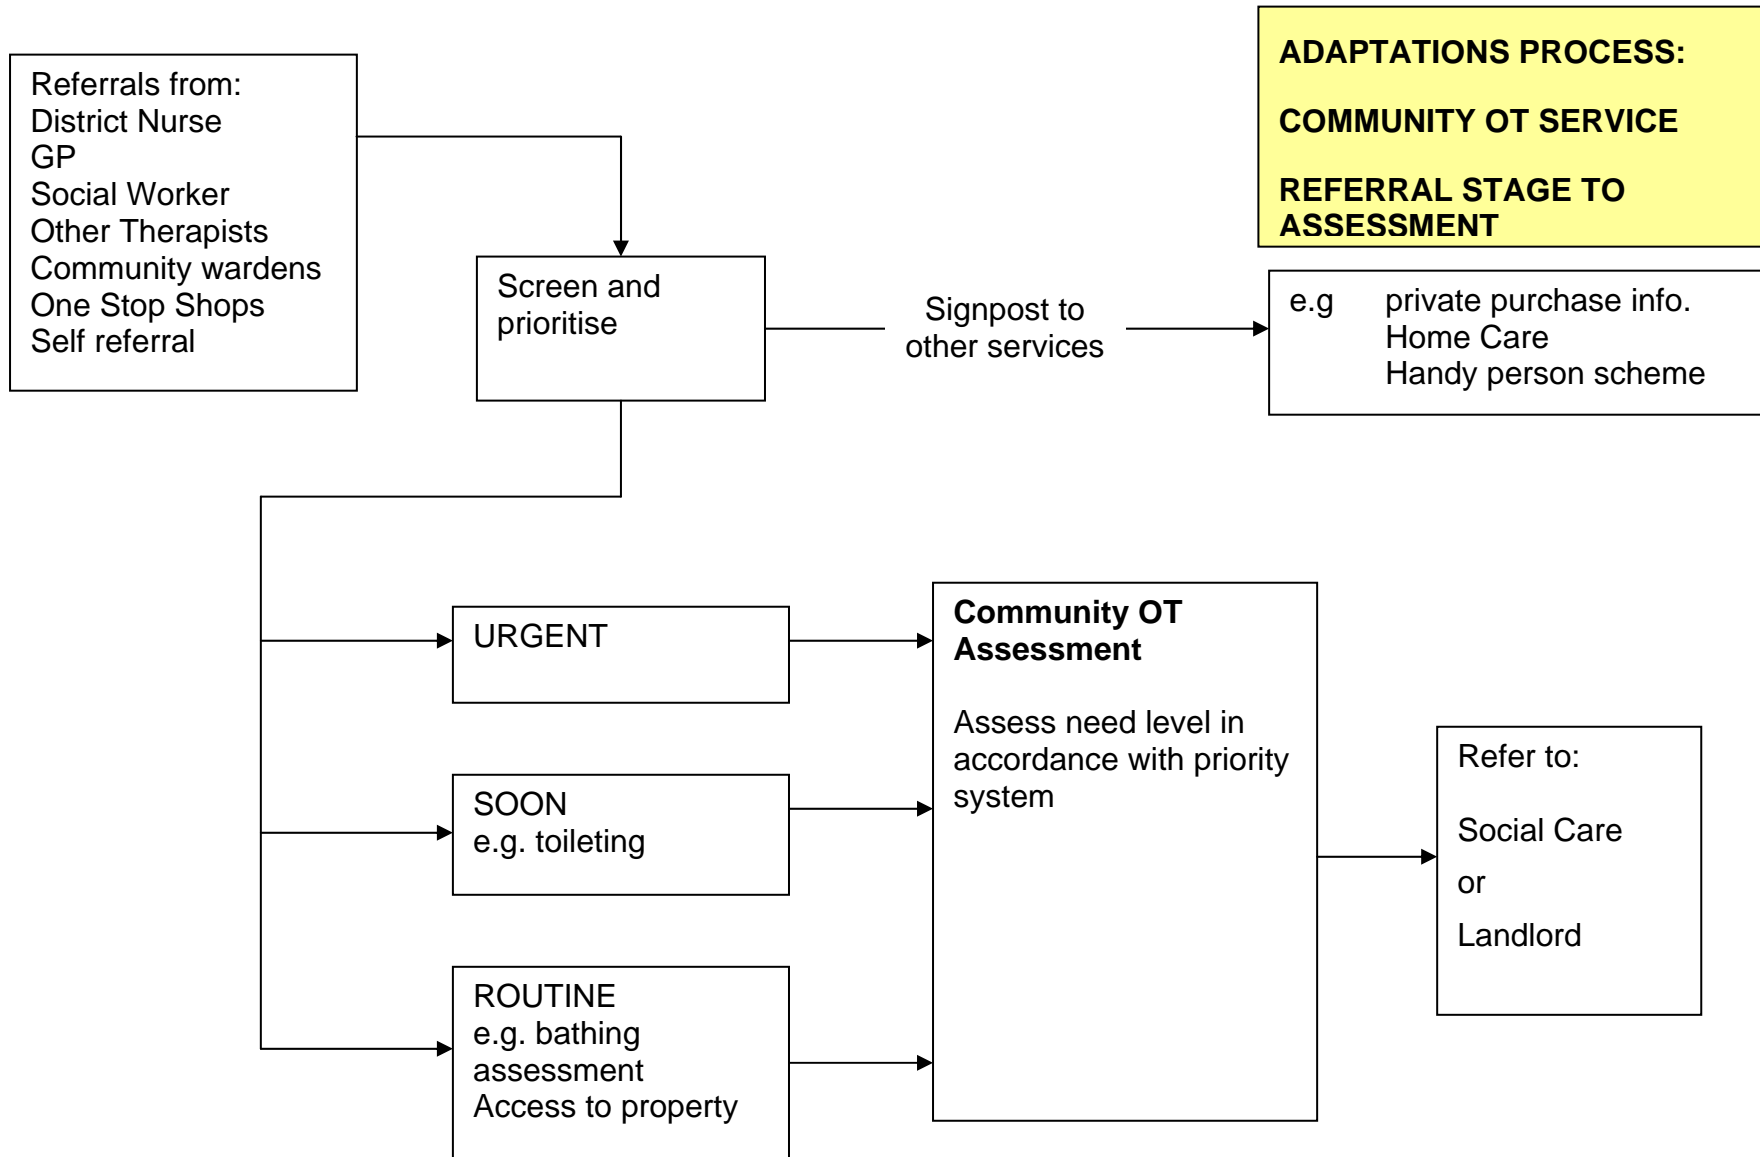 ADAPTATIONS PROCESS:
COMMUNITY OT SERVICE
REFERRAL STAGE TO
ASSESSMENT
Referrals from:
District Nurse
GP
Social Worker
Other Therapists
Community wardens
One Stop Shops
Self referral
Screen and
prioritise
Signpost to
other services
e.g private purchase info.
Home Care
Handy person scheme
URGENT
SOON
e.g. toileting
ROUTINE
e.g. bathing
assessment
Access to property
Community OT
Assessment
Assess need level in
accordance with priority
system
Refer to:
Social Care
or
Landlord